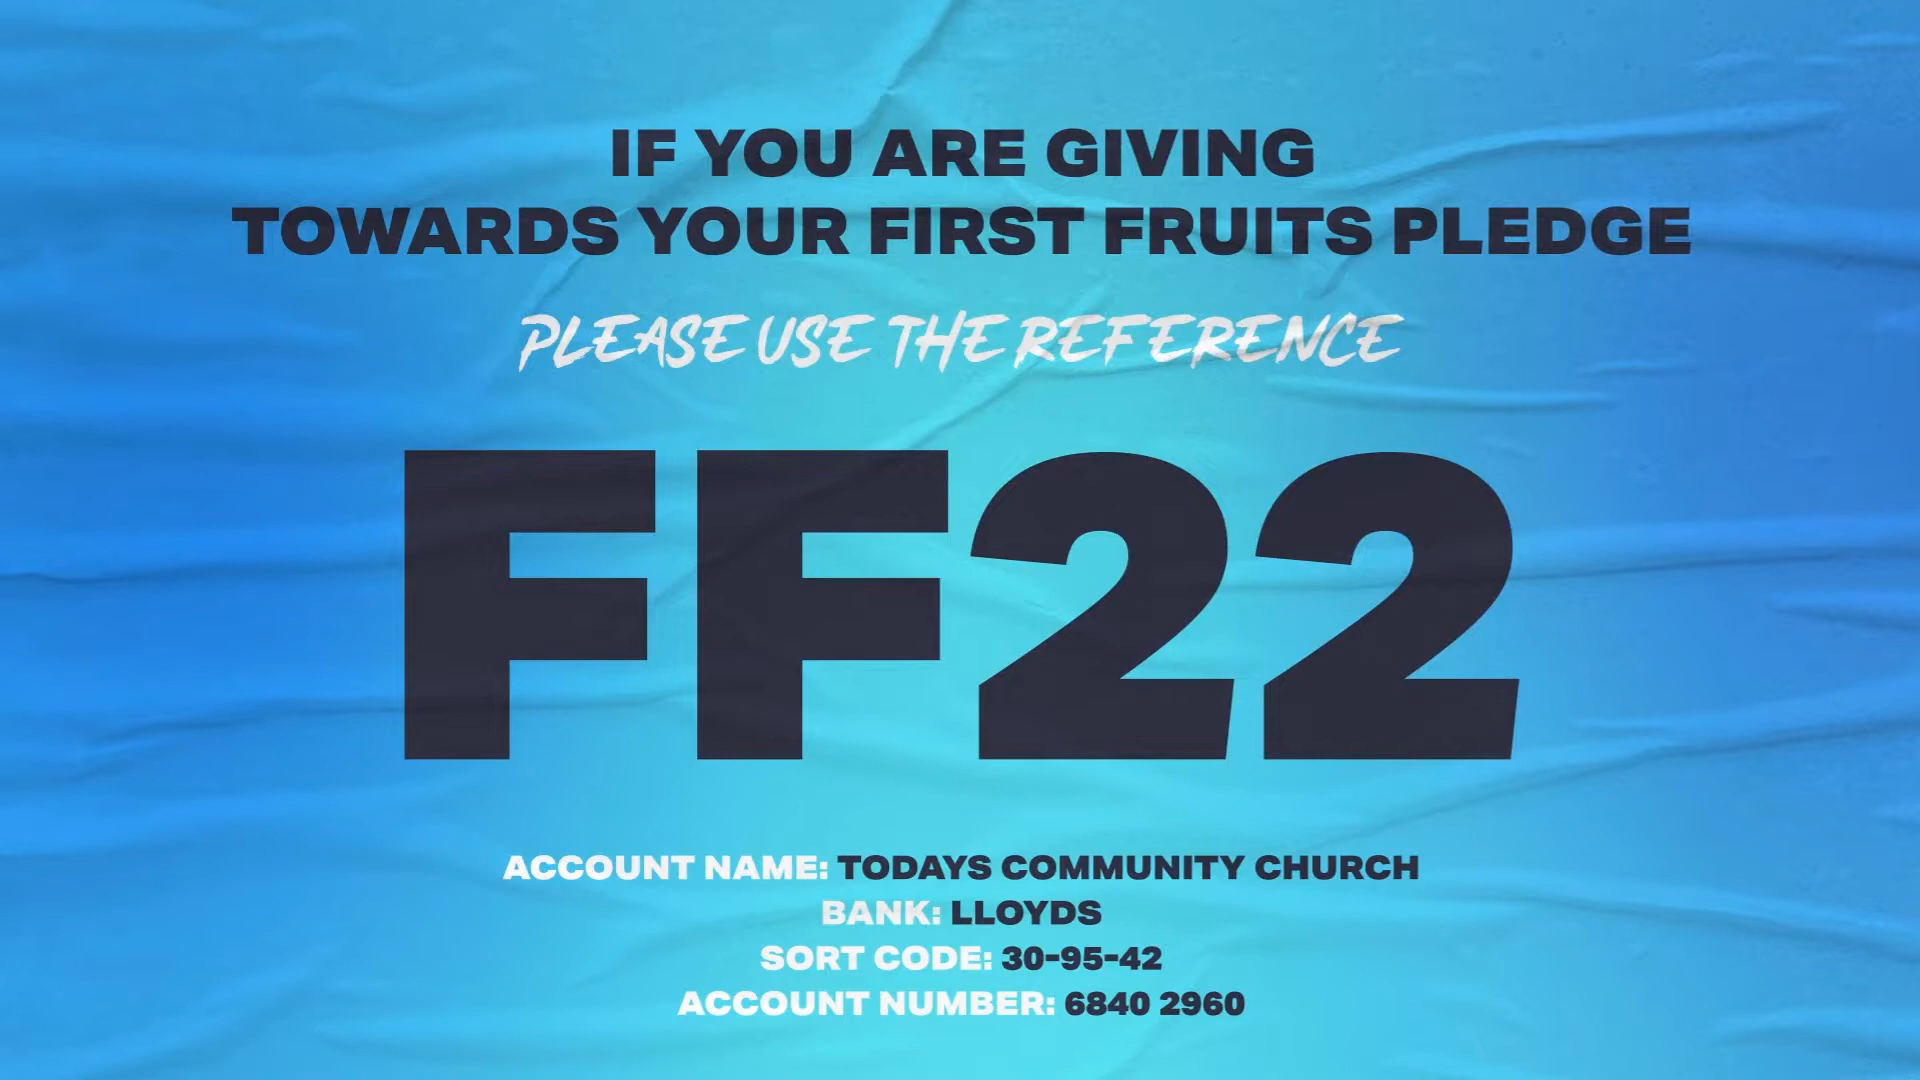 IF YOU ARE GIVING
TOWARDS YOUR FIRST FRUITS PLEDGE
PLEASE USE THE REFERENCE
FF22
ACCOUNT NAME: TODAYS COMMUNITY CHURCH
BANK: LLOYDS
SORT CODE: 30-95-42
ACCOUNT NUMBER: 6840 2960